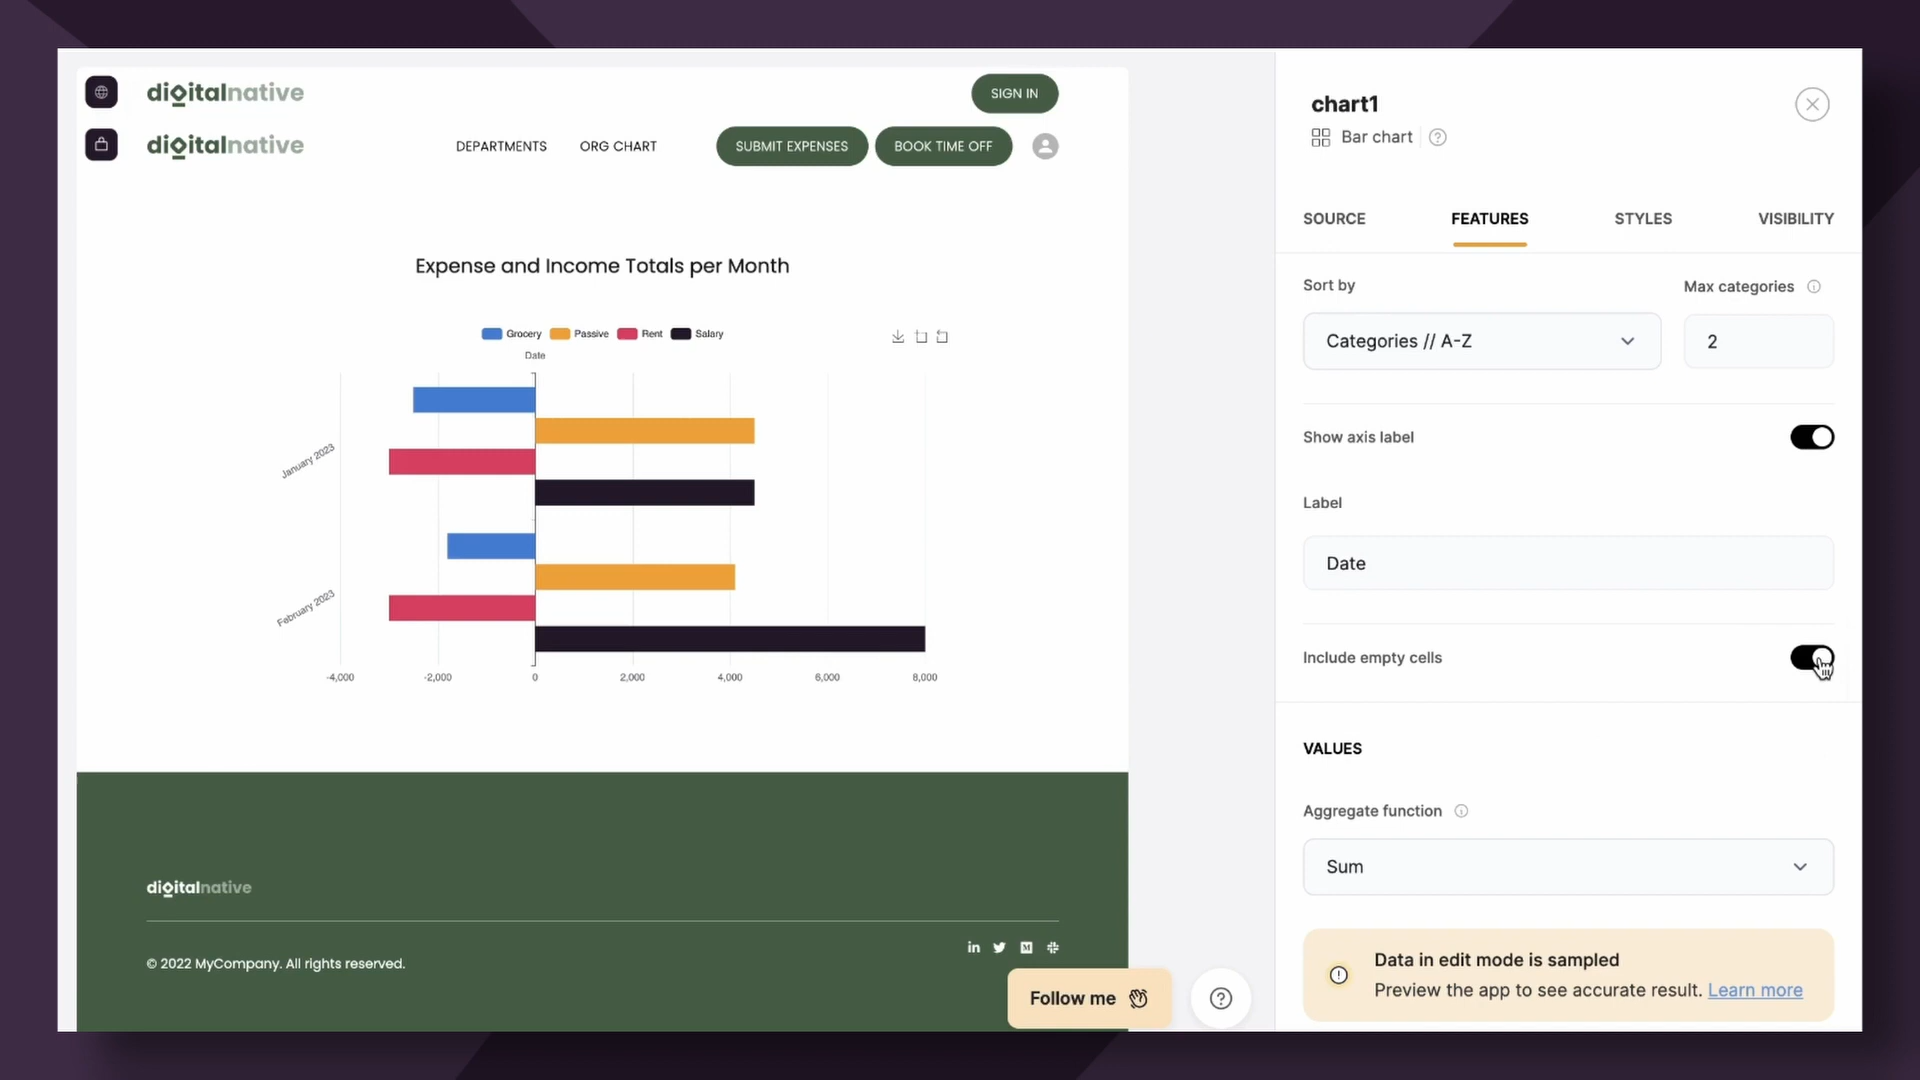 digitalnative
SIGN IN
digitalnative
DEPARTMENTS
ORG CHART
SUBMIT EXPENSES
BOOK TIME OFF
Expense and Income Totals per Month
Grocery
Passive
Rent
Salary
Date
January 2023
February 2023
-4,000
-2,000
0
2,000
4,000
6,000
8,000
digitalnative
© 2022 MyCompany. All rights reserved.
Follow me
chart1
Bar chart
SOURCE
FEATURES
STYLES
VISIBILITY
Sort by
Max categories
Categories // A-Z
2
Show axis label
Label
Date
Include empty cells
VALUES
Aggregate function
Sum
Data in edit mode is sampled
Preview the app to see accurate result. Learn more